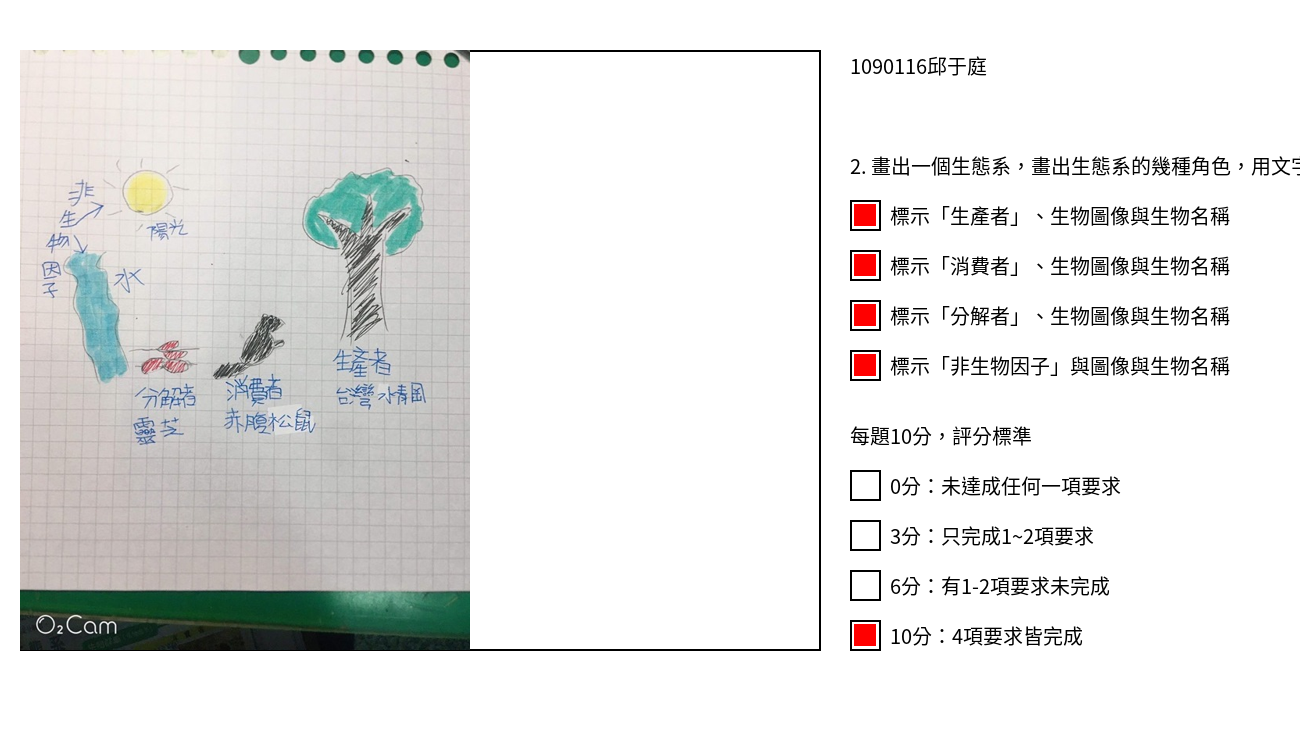 非
生
物
因
子
陽光
水
分解者
靈芝
消費者
赤腹松鼠
生產者
台灣水青岡
O₂Cam
1090116邱于庭
2. 畫出一個生態系，畫出生態系的幾種角色，用文字
標示「生產者」、生物圖像與生物名稱
標示「消費者」、生物圖像與生物名稱
標示「分解者」、生物圖像與生物名稱
標示「非生物因子」與圖像與生物名稱
每題10分，評分標準
0分：未達成任何一項要求
3分：只完成1~2項要求
6分：有1-2項要求未完成
10分：4項要求皆完成